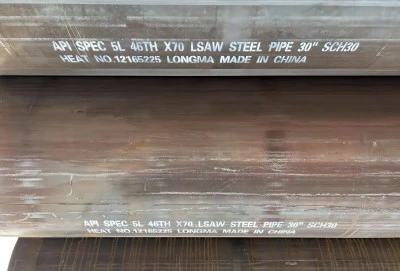 API SPEC 5L 46TH X70 LSAW STEEL PIPE 30" SCH30
HEAT NO.12165225 LONGMA MADE IN CHINA
API SPEC 5L 46TH X70 LSAW STEEL PIPE 30" SCH30
HEAT NO.12165225 LONGMA MADE IN CHINA